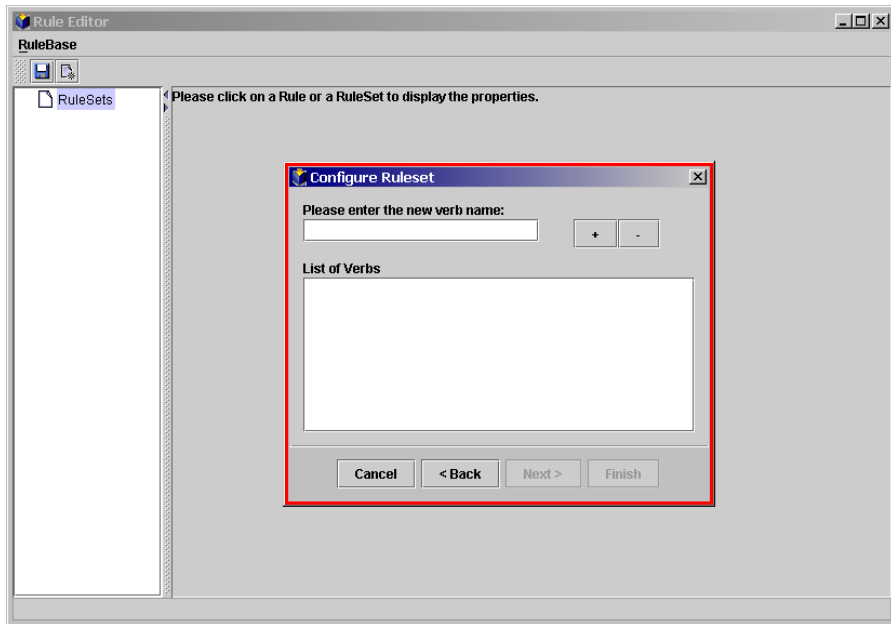 Rule Editor
RuleBase
RuleSets
Please click on a Rule or a RuleSet to display the properties.
Configure Ruleset
Please enter the new verb name:
+ -
List of Verbs
Cancel < Back Next > Finish